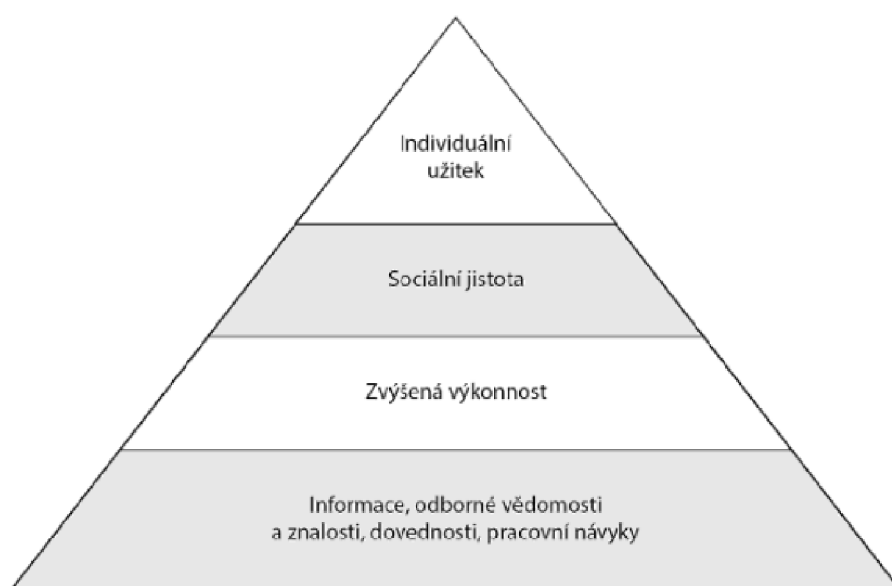 Individuální
užitek
Sociální jistota
Zvýšená výkonnost
Informace, odborné vědomosti
a znalosti, dovednosti, pracovní návyky